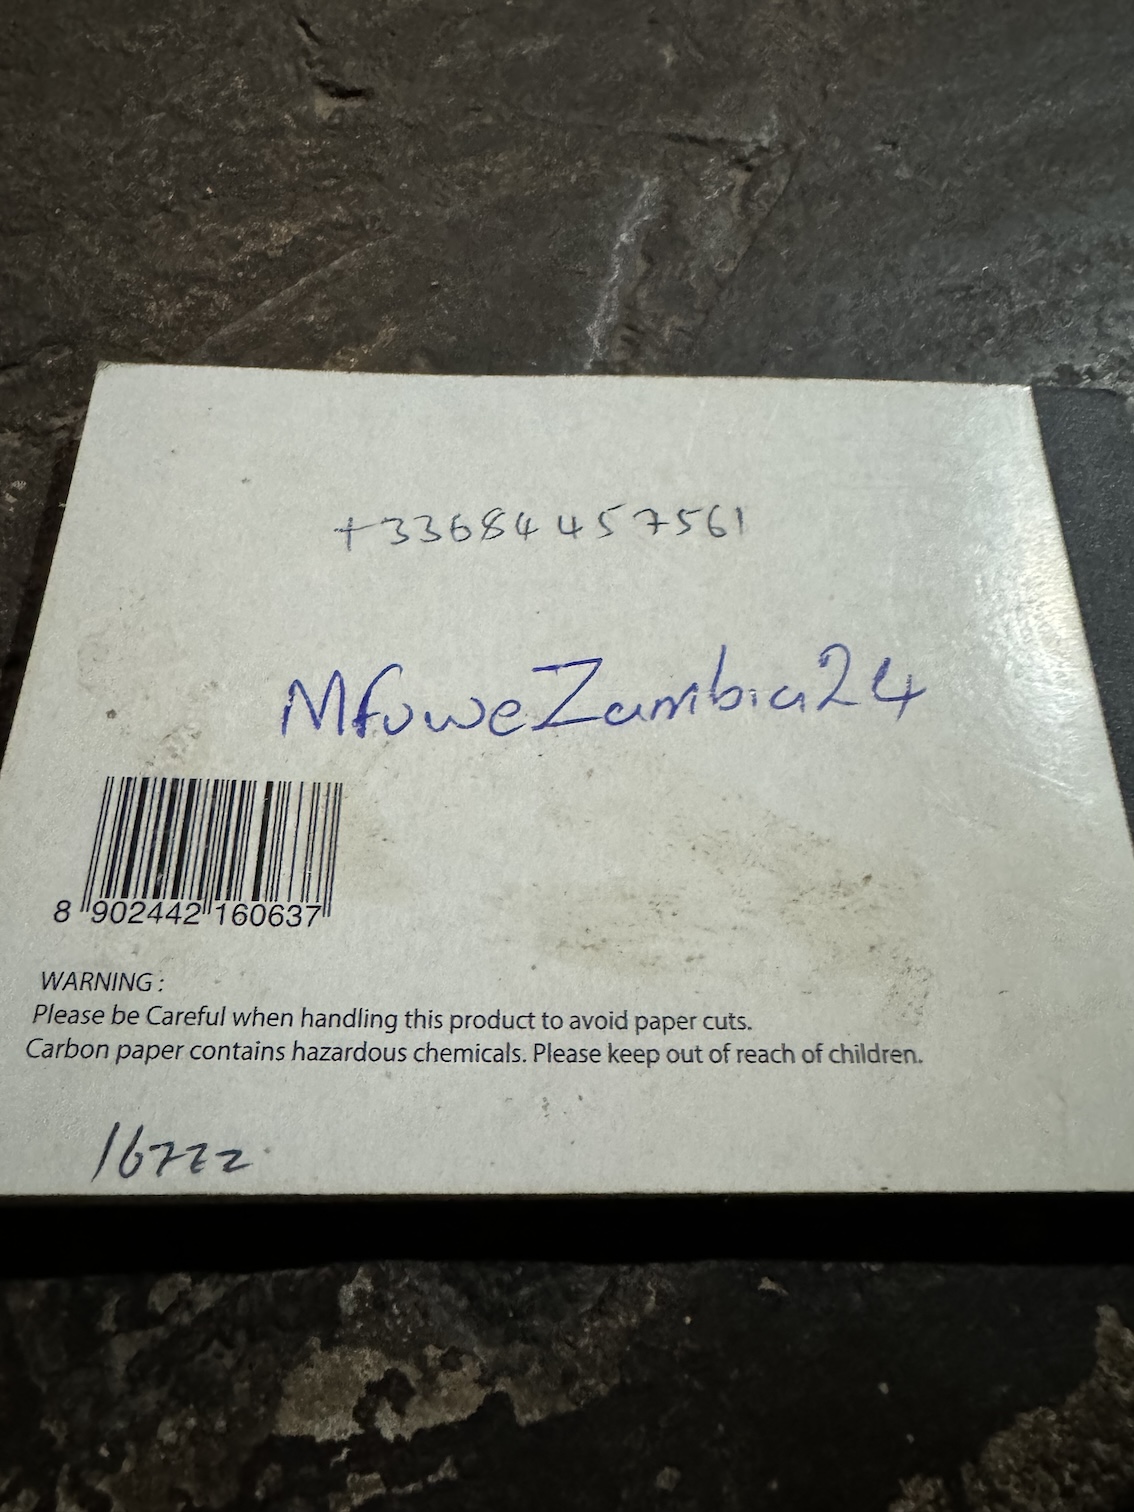 +33684457561
MfuweZambia24
8 902442 160637
WARNING :
Please be Careful when handling this product to avoid paper cuts.
Carbon paper contains hazardous chemicals. Please keep out of reach of children.